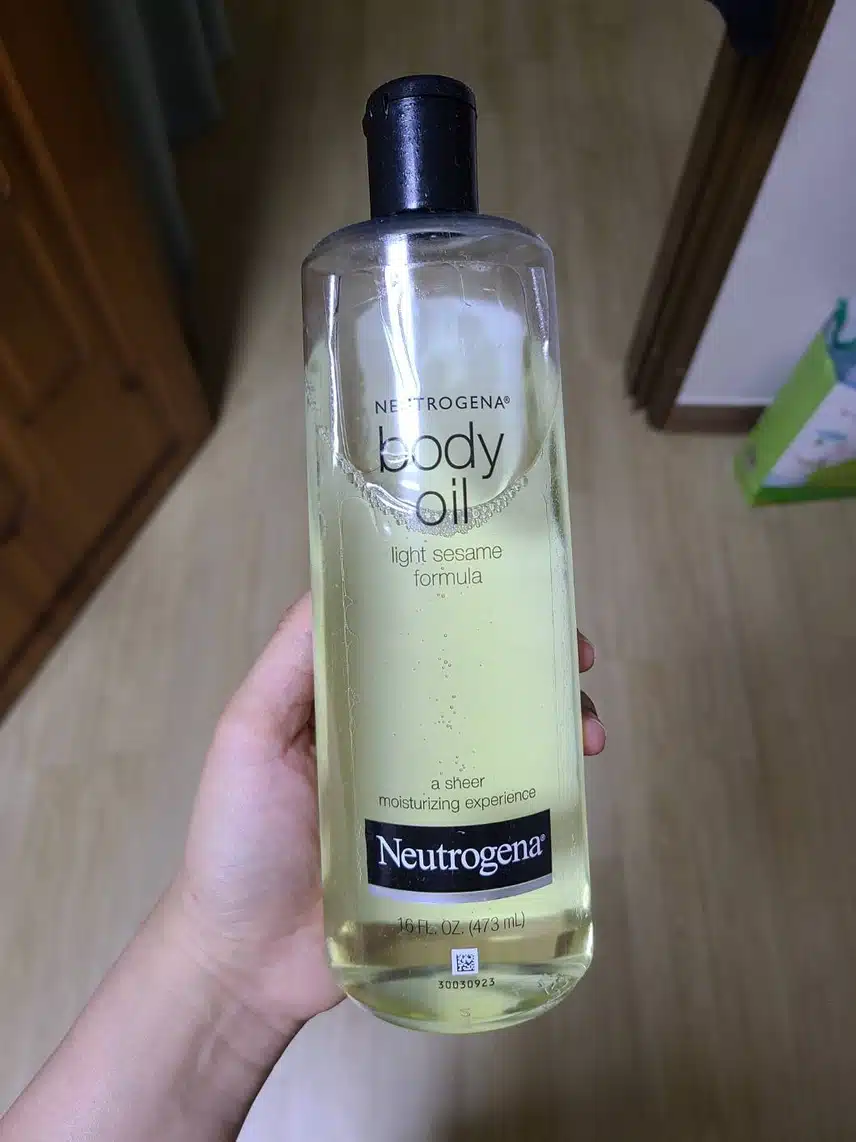 NEUTROGENA®
body
oil
light sesame
formula
a sheer
moisturizing experience
Neutrogena®
16 FL. OZ. (473 mL)
30030923